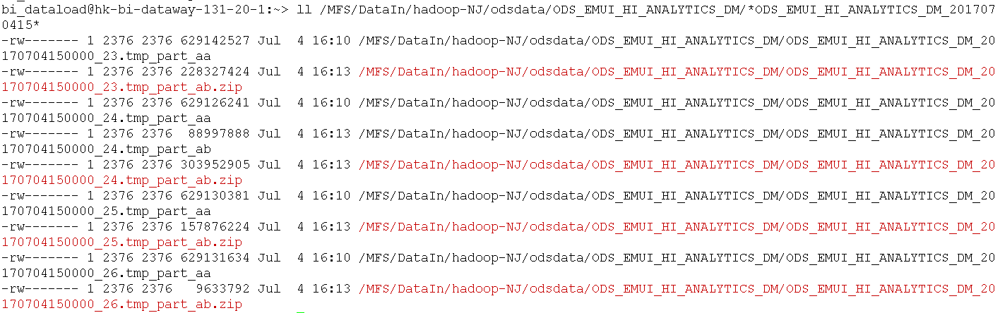 bi_dataload@hk-bi-dataway-131-20-1:~> ll /MFS/DataIn/hadoop-NJ/odsdata/ODS_EMUI_HI_ANALYTICS_DM/*ODS_EMUI_HI_ANALYTICS_DM_201707
0415*
-rw------- 1 2376 2376 629142527 Jul  4 16:10 /MFS/DataIn/hadoop-NJ/odsdata/ODS_EMUI_HI_ANALYTICS_DM/ODS_EMUI_HI_ANALYTICS_DM_20
170704150000_23.tmp_part_aa
-rw------- 1 2376 2376 228327424 Jul  4 16:13 /MFS/DataIn/hadoop-NJ/odsdata/ODS_EMUI_HI_ANALYTICS_DM/ODS_EMUI_HI_ANALYTICS_DM_20
170704150000_23.tmp_part_ab.zip
-rw------- 1 2376 2376 629126241 Jul  4 16:10 /MFS/DataIn/hadoop-NJ/odsdata/ODS_EMUI_HI_ANALYTICS_DM/ODS_EMUI_HI_ANALYTICS_DM_20
170704150000_24.tmp_part_aa
-rw------- 1 2376 2376  88997888 Jul  4 16:13 /MFS/DataIn/hadoop-NJ/odsdata/ODS_EMUI_HI_ANALYTICS_DM/ODS_EMUI_HI_ANALYTICS_DM_20
170704150000_24.tmp_part_ab
-rw------- 1 2376 2376 303952905 Jul  4 16:13 /MFS/DataIn/hadoop-NJ/odsdata/ODS_EMUI_HI_ANALYTICS_DM/ODS_EMUI_HI_ANALYTICS_DM_20
170704150000_24.tmp_part_ab.zip
-rw------- 1 2376 2376 629130381 Jul  4 16:10 /MFS/DataIn/hadoop-NJ/odsdata/ODS_EMUI_HI_ANALYTICS_DM/ODS_EMUI_HI_ANALYTICS_DM_20
170704150000_25.tmp_part_aa
-rw------- 1 2376 2376 157876224 Jul  4 16:13 /MFS/DataIn/hadoop-NJ/odsdata/ODS_EMUI_HI_ANALYTICS_DM/ODS_EMUI_HI_ANALYTICS_DM_20
170704150000_25.tmp_part_ab.zip
-rw------- 1 2376 2376 629131634 Jul  4 16:10 /MFS/DataIn/hadoop-NJ/odsdata/ODS_EMUI_HI_ANALYTICS_DM/ODS_EMUI_HI_ANALYTICS_DM_20
170704150000_26.tmp_part_aa
-rw------- 1 2376 2376   9633792 Jul  4 16:13 /MFS/DataIn/hadoop-NJ/odsdata/ODS_EMUI_HI_ANALYTICS_DM/ODS_EMUI_HI_ANALYTICS_DM_20
170704150000_26.tmp_part_ab.zip